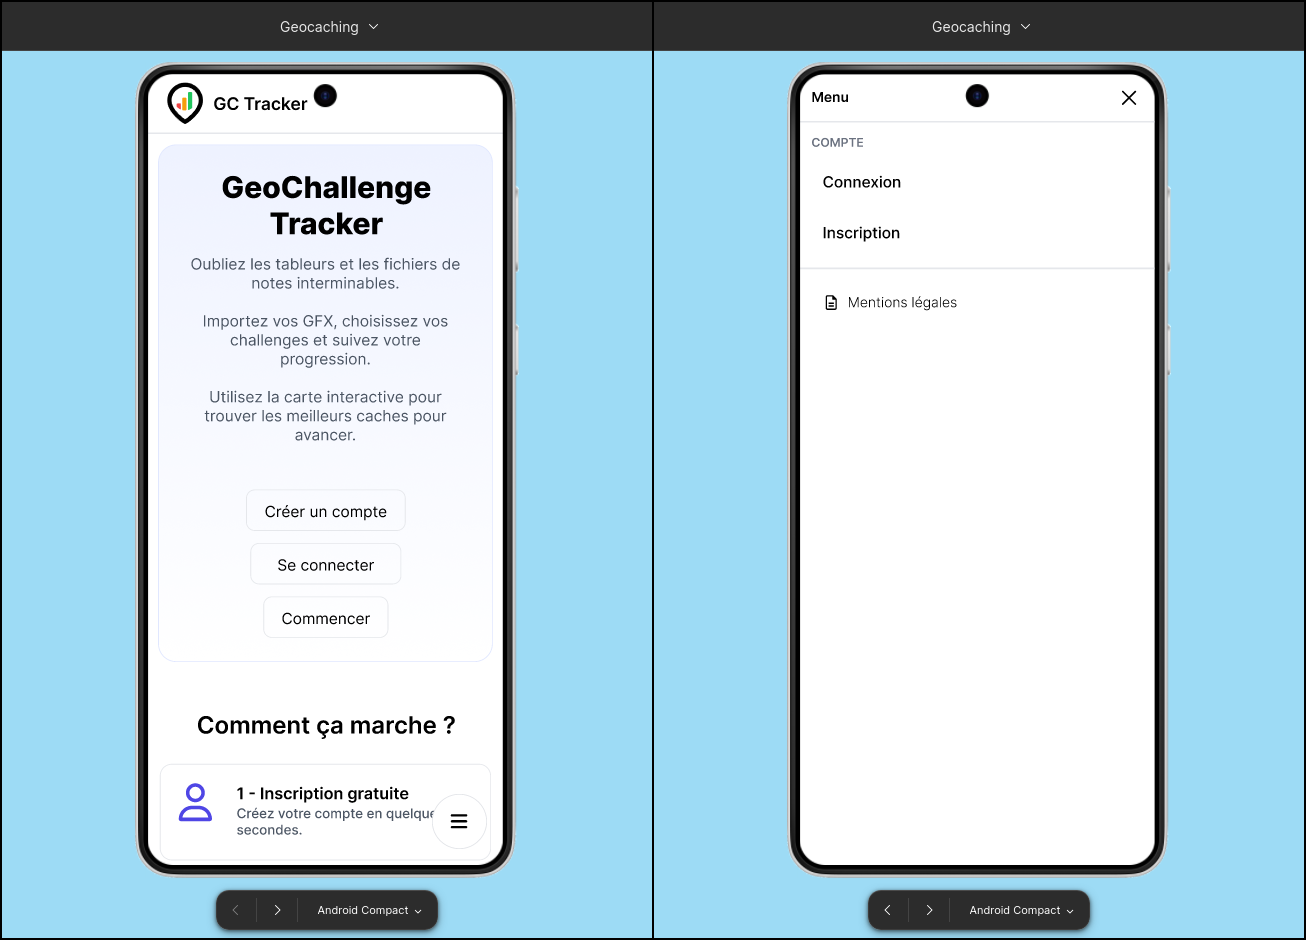 Geocaching
GC Tracker
GeoChallenge
Tracker
Oubliez les tableurs et les fichiers de
notes interminables.
Importez vos GFX, choisissez vos
challenges et suivez votre
progression.
Utilisez la carte interactive pour
trouver les meilleurs caches pour
avancer.
Créer un compte
Se connecter
Commencer
Comment ça marche ?
1 - Inscription gratuite
Créez votre compte en quelque
secondes.
Android Compact
Geocaching
Menu
COMPTE
Connexion
Inscription
Mentions légales
Android Compact